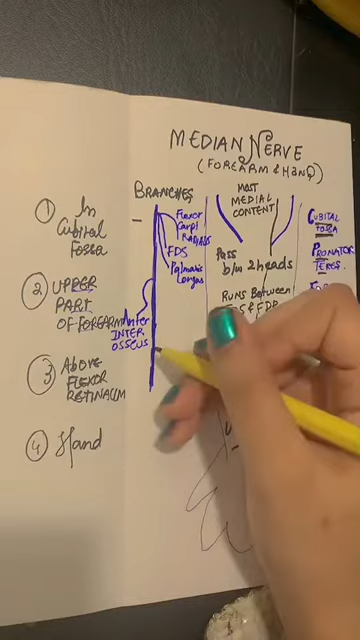 MEDIAN NERVE
(FOREARM & HAND)
BRANCHES
① In
Cubital
Fossa
② UPPER
PART
OF FOREARM
③ ABOVE
FLEXOR
RETINACULM
④ Hand
Flexor
Carpi
RADIALIS
FDS
Palmaris
Longus
Anter
INTER
OSSEUS
MOST
MEDIAL
CONTENT
Pass
b/w 2 heads
RUNS BETWEEN
& FDP
CUBITAL
FOSSA
PRONATOR
TERES.